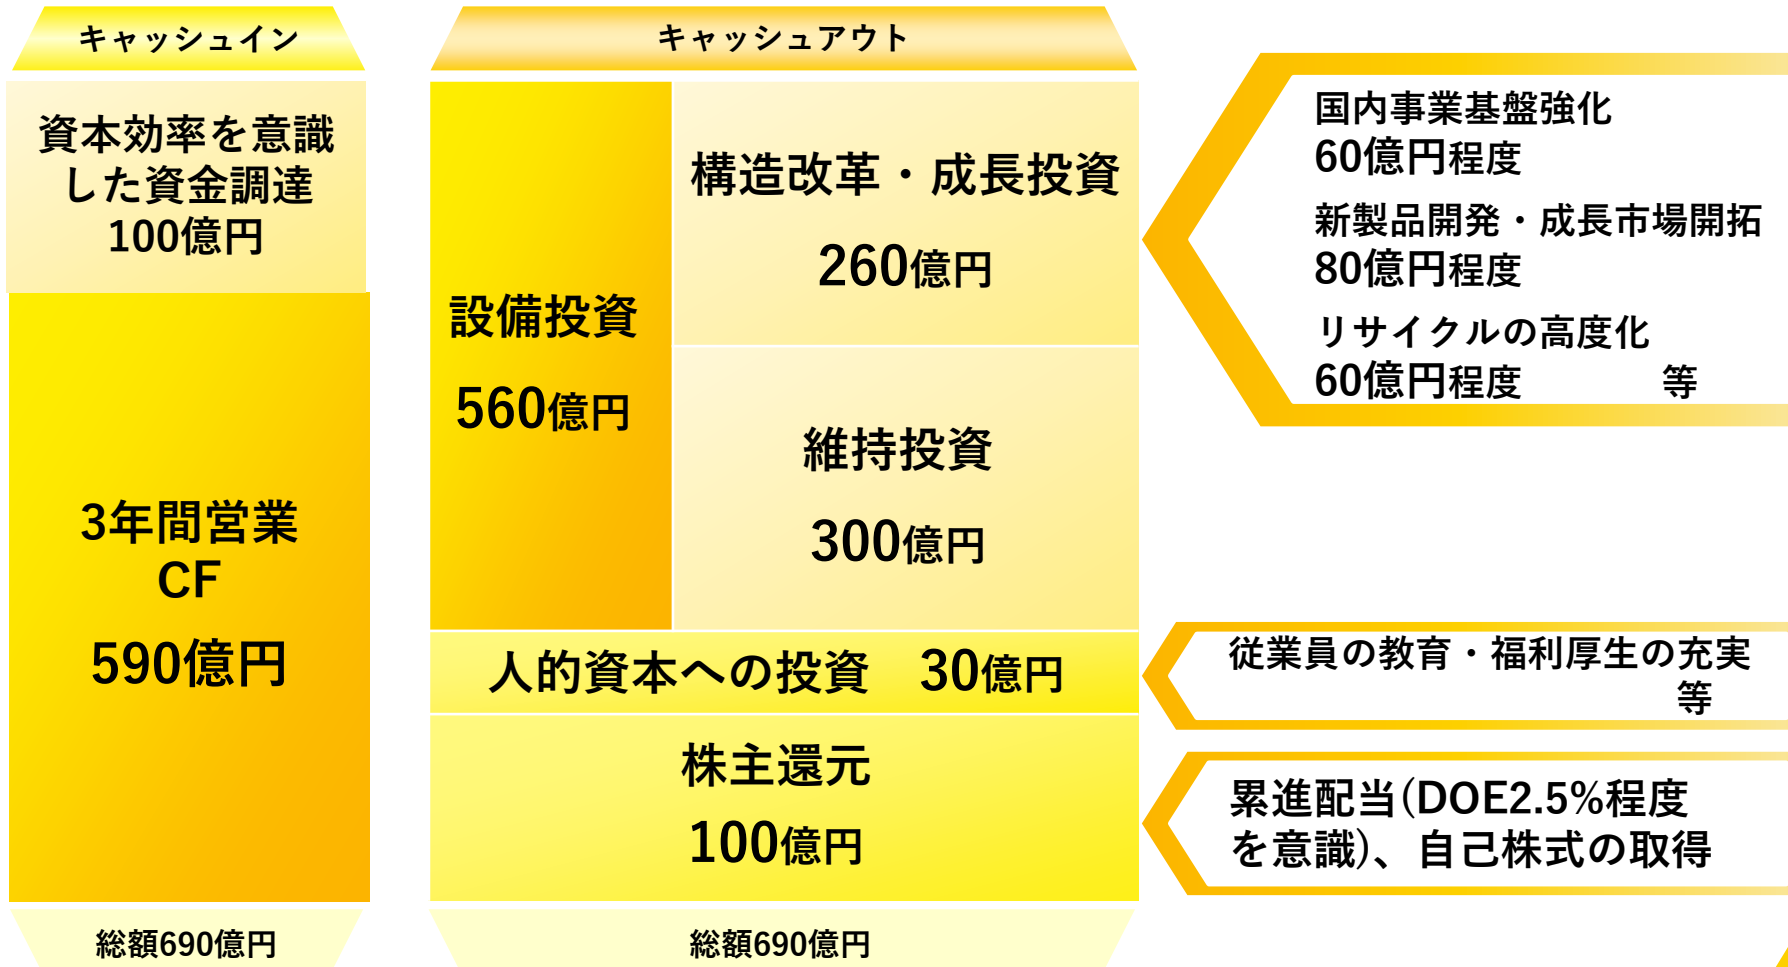 キャッシュイン
資本効率を意識
した資金調達
100億円
3年間営業
CF
590億円
総額690億円
キャッシュアウト
設備投資
560億円
構造改革・成長投資
260億円
維持投資
300億円
人的資本への投資 30億円
株主還元
100億円
総額690億円
国内事業基盤強化
60億円程度
新製品開発・成長市場開拓
80億円程度
リサイクルの高度化
60億円程度 等
従業員の教育・福利厚生の充実
等
累進配当(DOE2.5%程度
を意識)、自己株式の取得